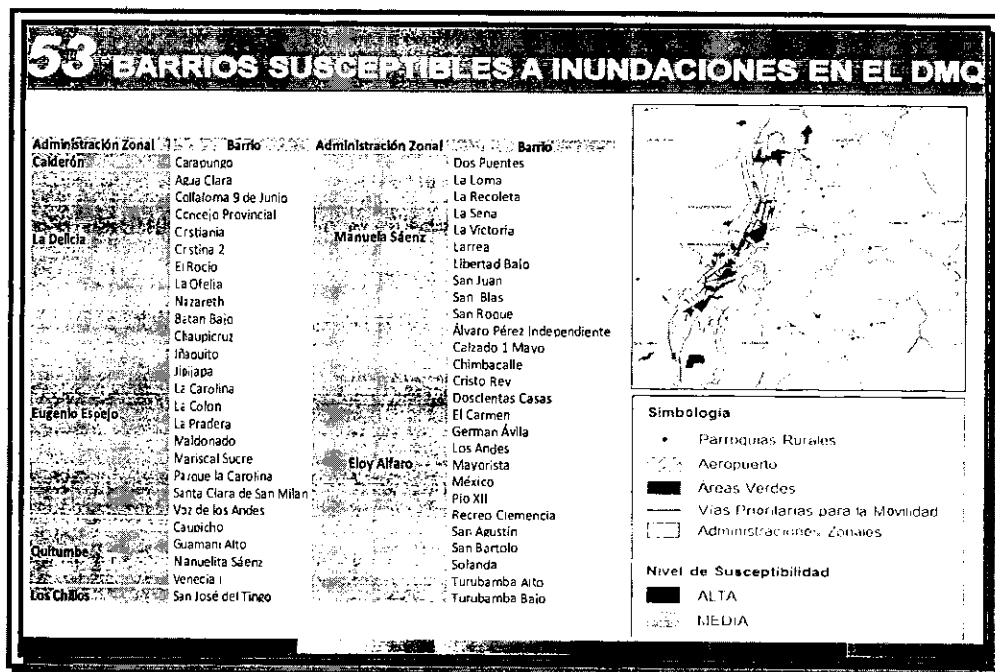 53 BARRIOS SUSCEPTIBLES A INUNDACIONES EN EL DMQ
Administración Zonal Barrio
Calderón Carapungo
Agua Clara
Collaloma 9 de Junio
Concejo Provincial
La Delicia Crstiania
Crstina 2
El Rocio
La Ofelia
Nazareth
Batan Bajo
Chaupicruz
Iñaquito
Jipijapa
La Carolina
Eugenio Espejo La Colon
La Pradera
Maldonado
Mariscal Sucre
Parque la Carolina
Santa Clara de San Milan
Voz de los Andes
Caupicho
Quitumbe Guamani Alto
Manuelita Sáenz
Venecia I
Los Chillos San José del Tingo
Administración Zonal Barrio
Dos Puentes
La Loma
La Recoleta
La Sena
Manuela Sáenz La Victoria
Larrea
Libertad Bajo
San Juan
San Blas
San Roque
Álvaro Pérez Independiente
Calzado 1 Mayo
Chimbacalle
Cristo Rey
Doscientas Casas
El Carmen
German Ávila
Los Andes
Eloy Alfaro Mayorista
México
Pio XII
Recreo Clemencia
San Agustín
San Bartolo
Solanda
Turubamba Alto
Turubamba Bajo
Simbología
Parroquias Rurales
Aeropuerto
Áreas Verdes
Vías Prioritarias para la Movilidad
Administraciones Zonales
Nivel de Susceptibilidad
ALTA
MEDIA